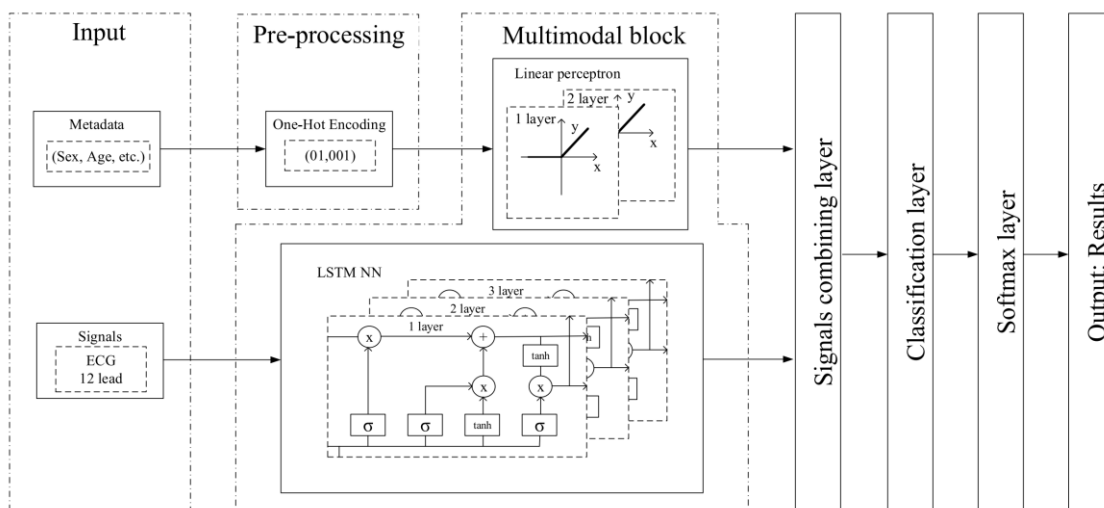 Input
Pre-processing
Multimodal block
Metadata
(Sex, Age, etc.)
One-Hot Encoding
(01,001)
Linear perceptron
2 layer
y
x
1 layer
y
x
Signals
ECG
12 lead
LSTM NN
3 layer
2 layer
1 layer
x
+
h
tanh
x
x
σ
σ
tanh
σ
Signals combining layer
Classification layer
Softmax layer
Output: Results